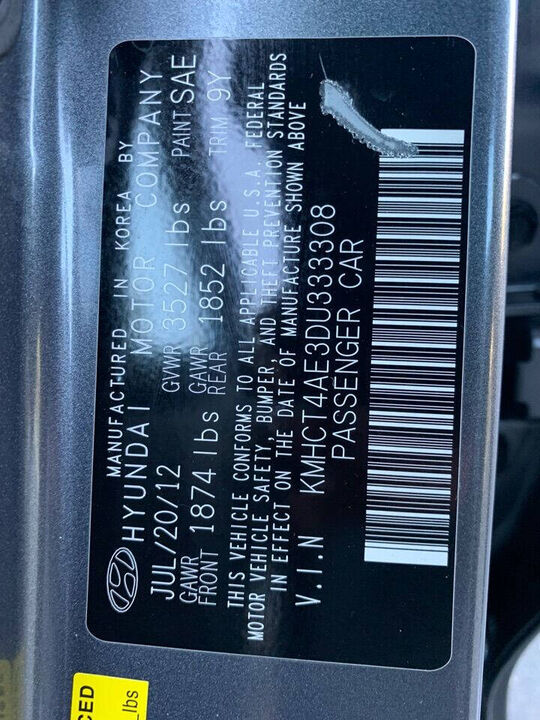 MANUFACTURED IN KOREA BY
HYUNDAI MOTOR COMPANY
JUL/20/12 GVWR 3527 lbs PAINT SAE
GAWR FRONT 1874 lbs GAWR REAR 1852 lbs TRIM 9Y
THIS VEHICLE CONFORMS TO ALL APPLICABLE U.S.A. FEDERAL
MOTOR VEHICLE SAFETY, BUMPER, AND THEFT PREVENTION STANDARDS
IN EFFECT ON THE DATE OF MANUFACTURE SHOWN ABOVE
V.I.N KMHCT4AE3DU333308
PASSENGER CAR
CED
lbs